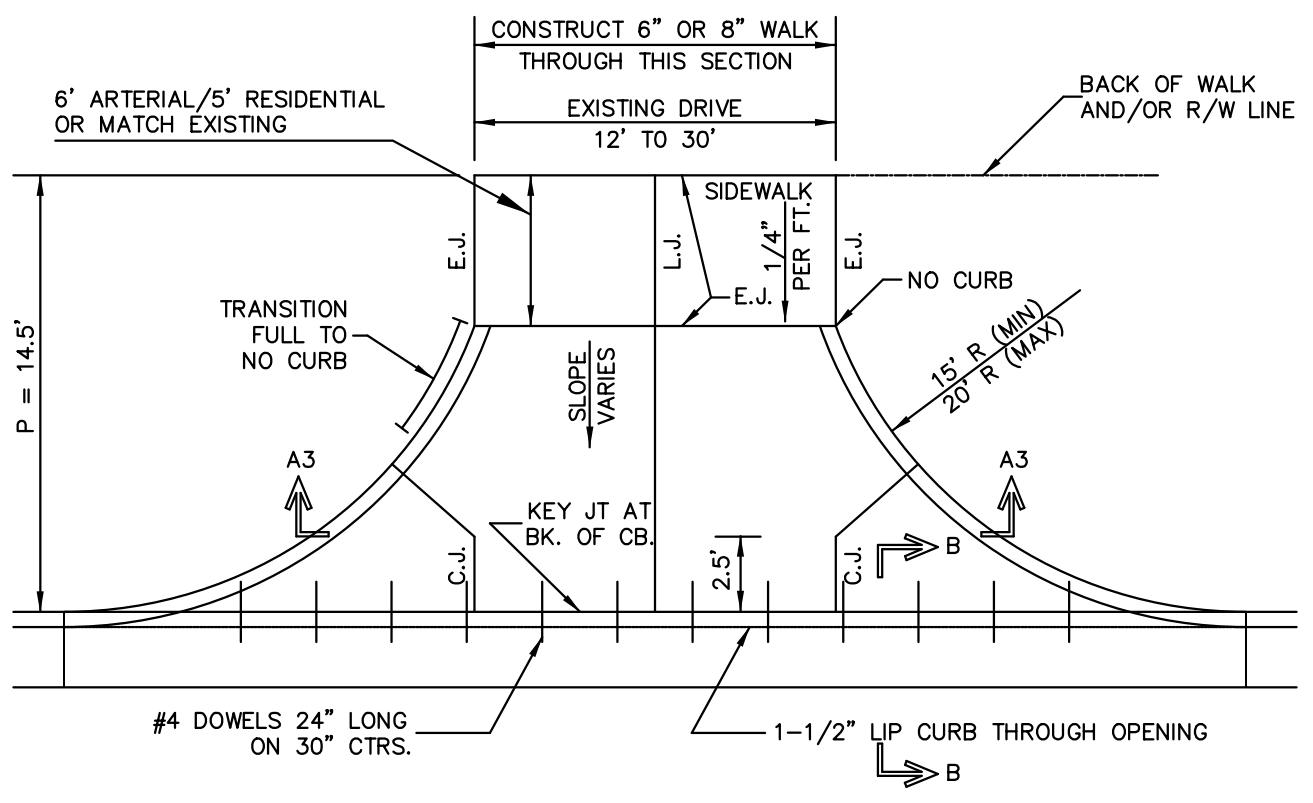 CONSTRUCT 6” OR 8” WALK
THROUGH THIS SECTION
6’ ARTERIAL/5’ RESIDENTIAL
OR MATCH EXISTING
EXISTING DRIVE
12’ TO 30’
BACK OF WALK
AND/OR R/W LINE
SIDEWALK
1/4”
PER FT.
E.J.
L.J.
E.J.
E.J.
NO CURB
TRANSITION
FULL TO
NO CURB
15’ R (MIN)
20’ R (MAX)
P = 14.5’
SLOPE
VARIES
A3
A3
KEY JT AT
BK. OF CB.
C.J.
2.5’
C.J.
B
#4 DOWELS 24” LONG
ON 30” CTRS.
1-1/2” LIP CURB THROUGH OPENING
B